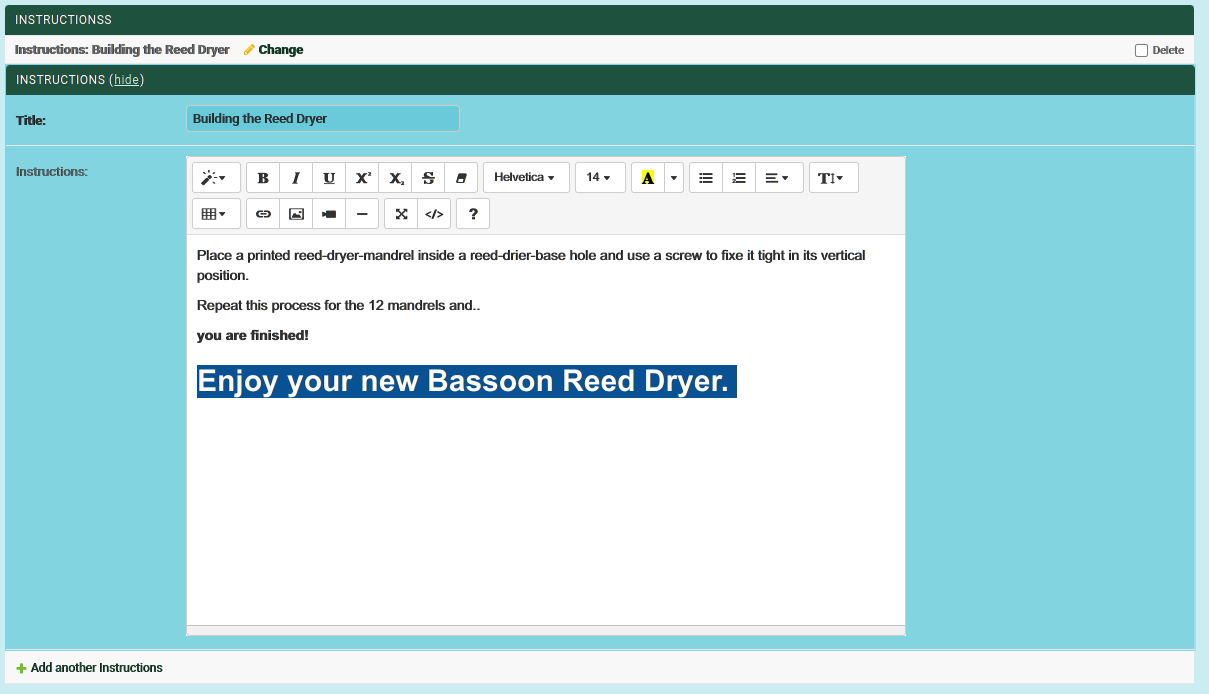 INSTRUCTIONSS
Instructions: Building the Reed Dryer Change Delete
INSTRUCTIONS (hide)
Title: Building the Reed Dryer
Instructions:
B I U X² X₂ S Helvetica 14 A T
</> ?
Place a printed reed-dryer-mandrel inside a reed-drier-base hole and use a screw to fixe it tight in its vertical
position.
Repeat this process for the 12 mandrels and..
you are finished!
Enjoy your new Bassoon Reed Dryer.
Add another Instructions